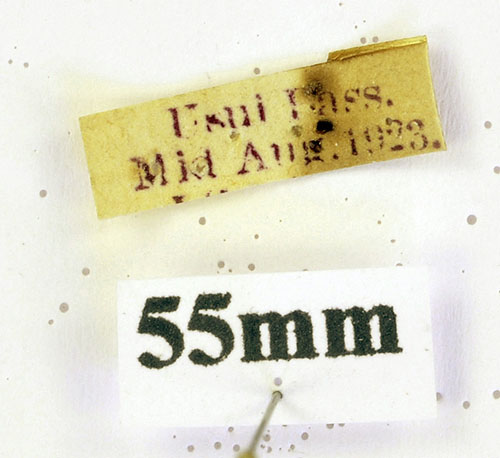 Usui Pass.
Mid Aug. 1923.
55mm